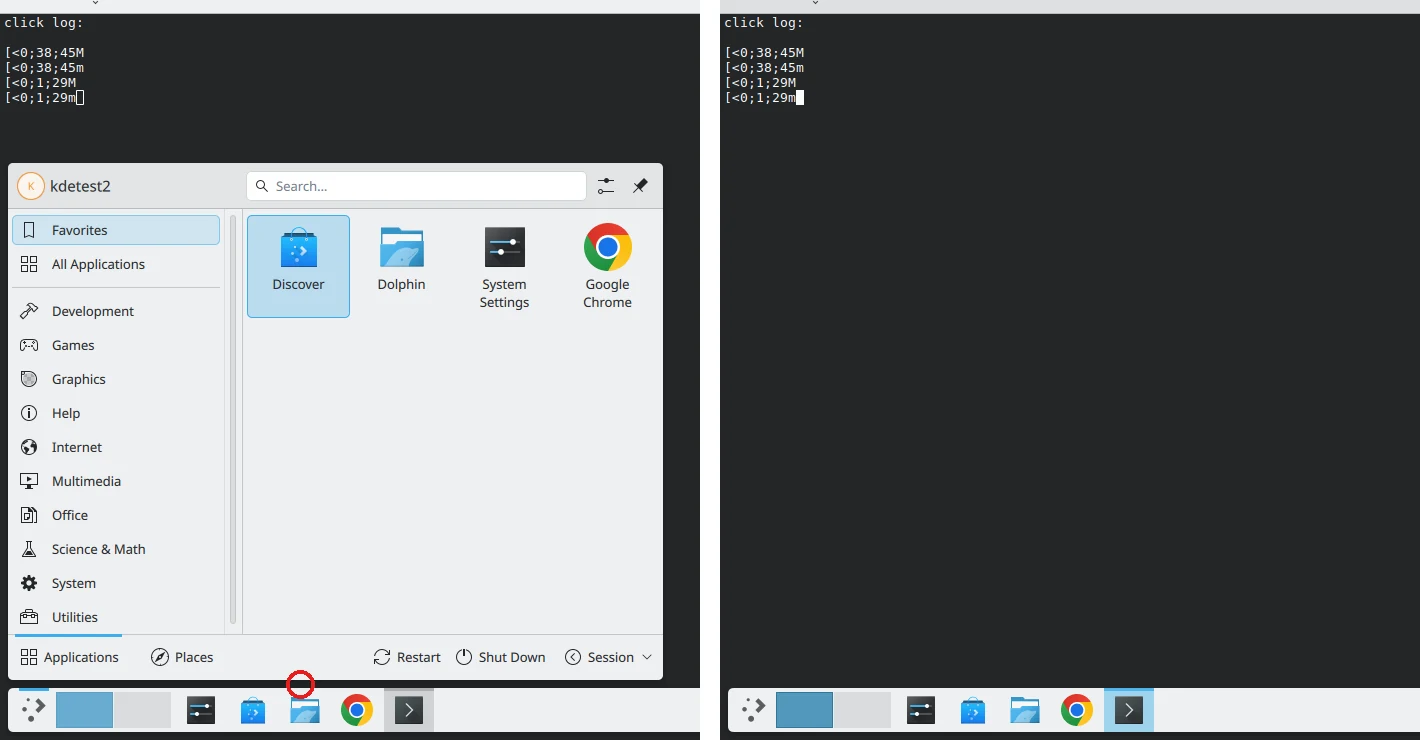 click log:
[<0;38;45M
[<0;38;45m
[<0;1;29M
[<0;1;29m
K
kdetest2
Search...
Favorites
All Applications
Development
Games
Graphics
Help
Internet
Multimedia
Office
Science & Math
System
Utilities
Discover
Dolphin
System
Settings
Google
Chrome
Applications
Places
Restart
Shut Down
Session
click log:
[<0;38;45M
[<0;38;45m
[<0;1;29M
[<0;1;29m